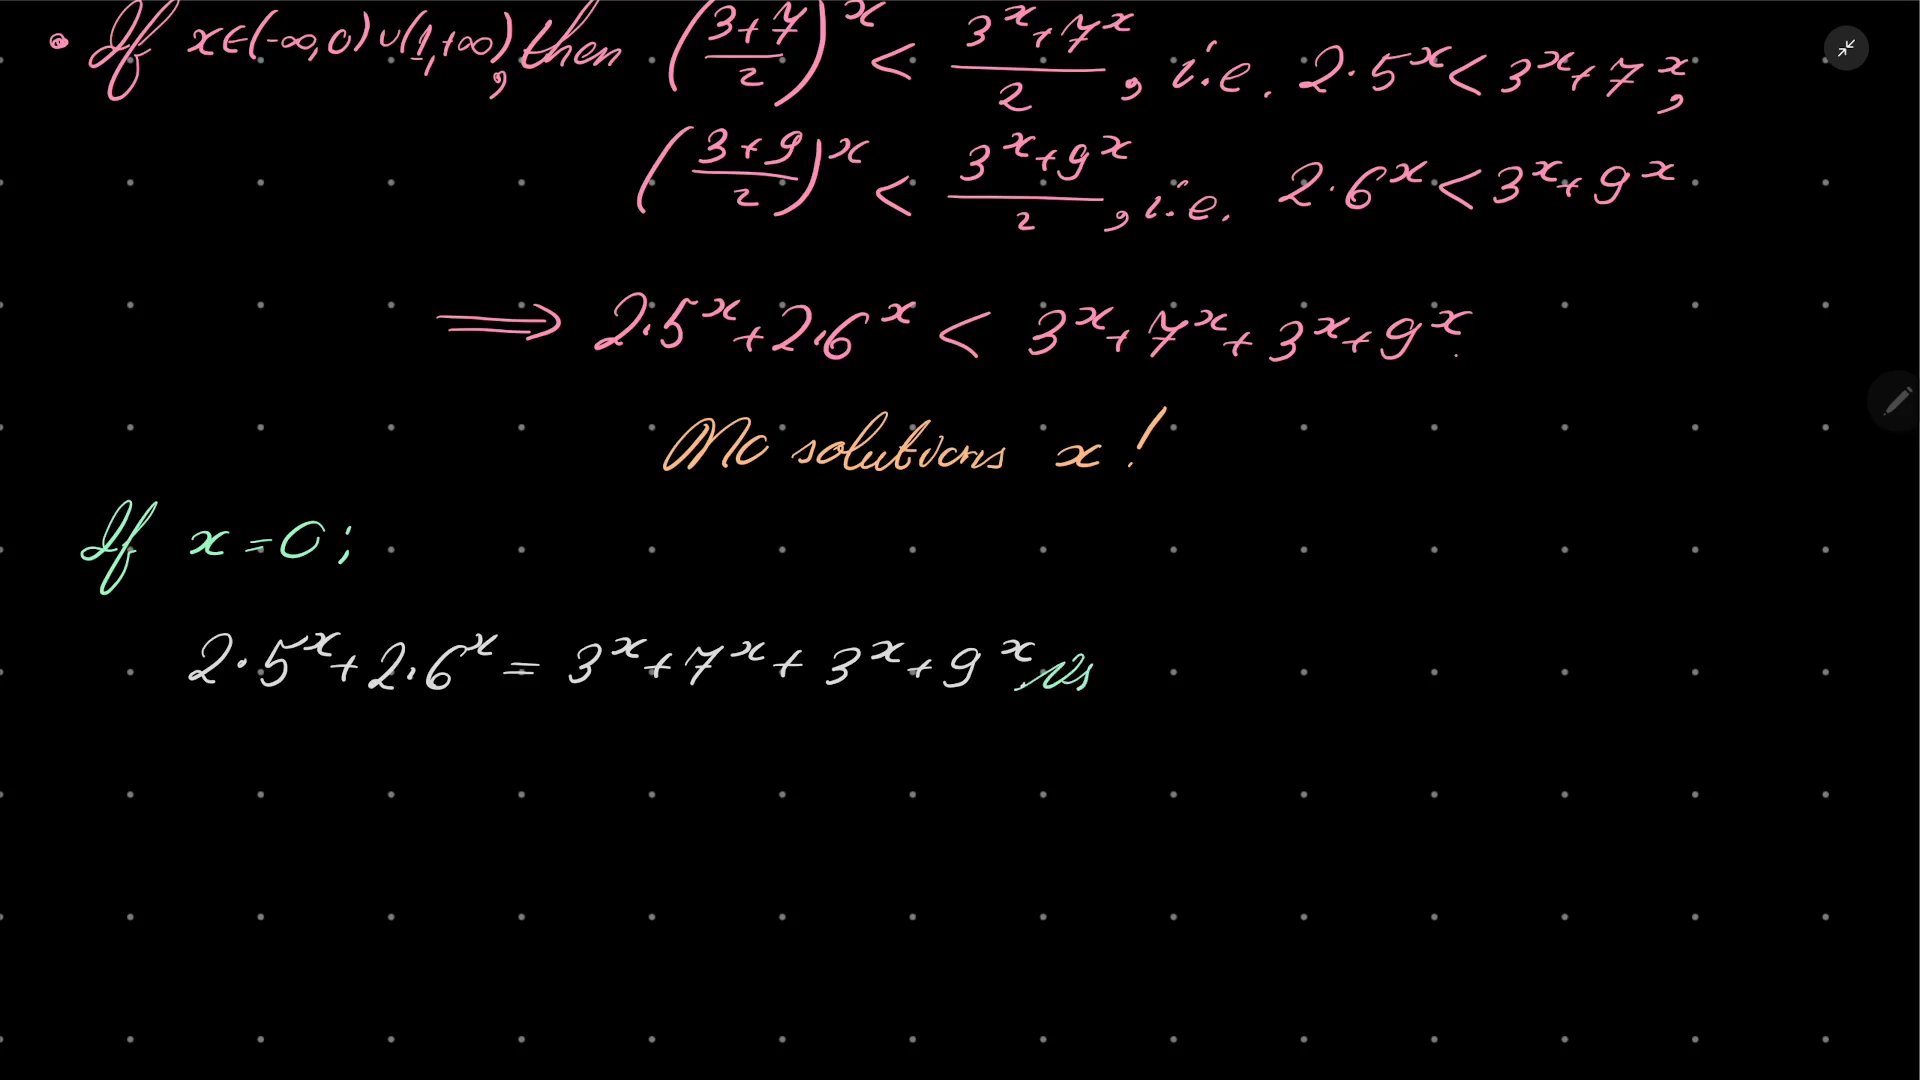 • If x∈(-∞,0)∪(1,+∞), then ((3+7)/2)^x < (3^x+7^x)/2, i.e. 2·5^x < 3^x+7^x,
((3+9)/2)^x < (3^x+9^x)/2, i.e. 2·6^x < 3^x+9^x
⟹ 2·5^x+2·6^x < 3^x+7^x+3^x+9^x.
No solutions x!
If x=0;
2·5^x+2·6^x = 3^x+7^x+3^x+9^x